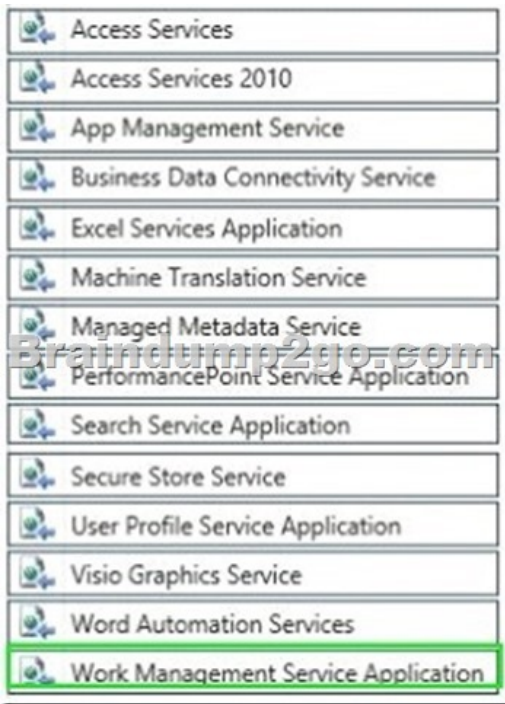 Access Services
Access Services 2010
App Management Service
Business Data Connectivity Service
Excel Services Application
Machine Translation Service
Managed Metadata Service
Braindump2go.com
PerformancePoint Service Application
Search Service Application
Secure Store Service
User Profile Service Application
Visio Graphics Service
Word Automation Services
Work Management Service Application